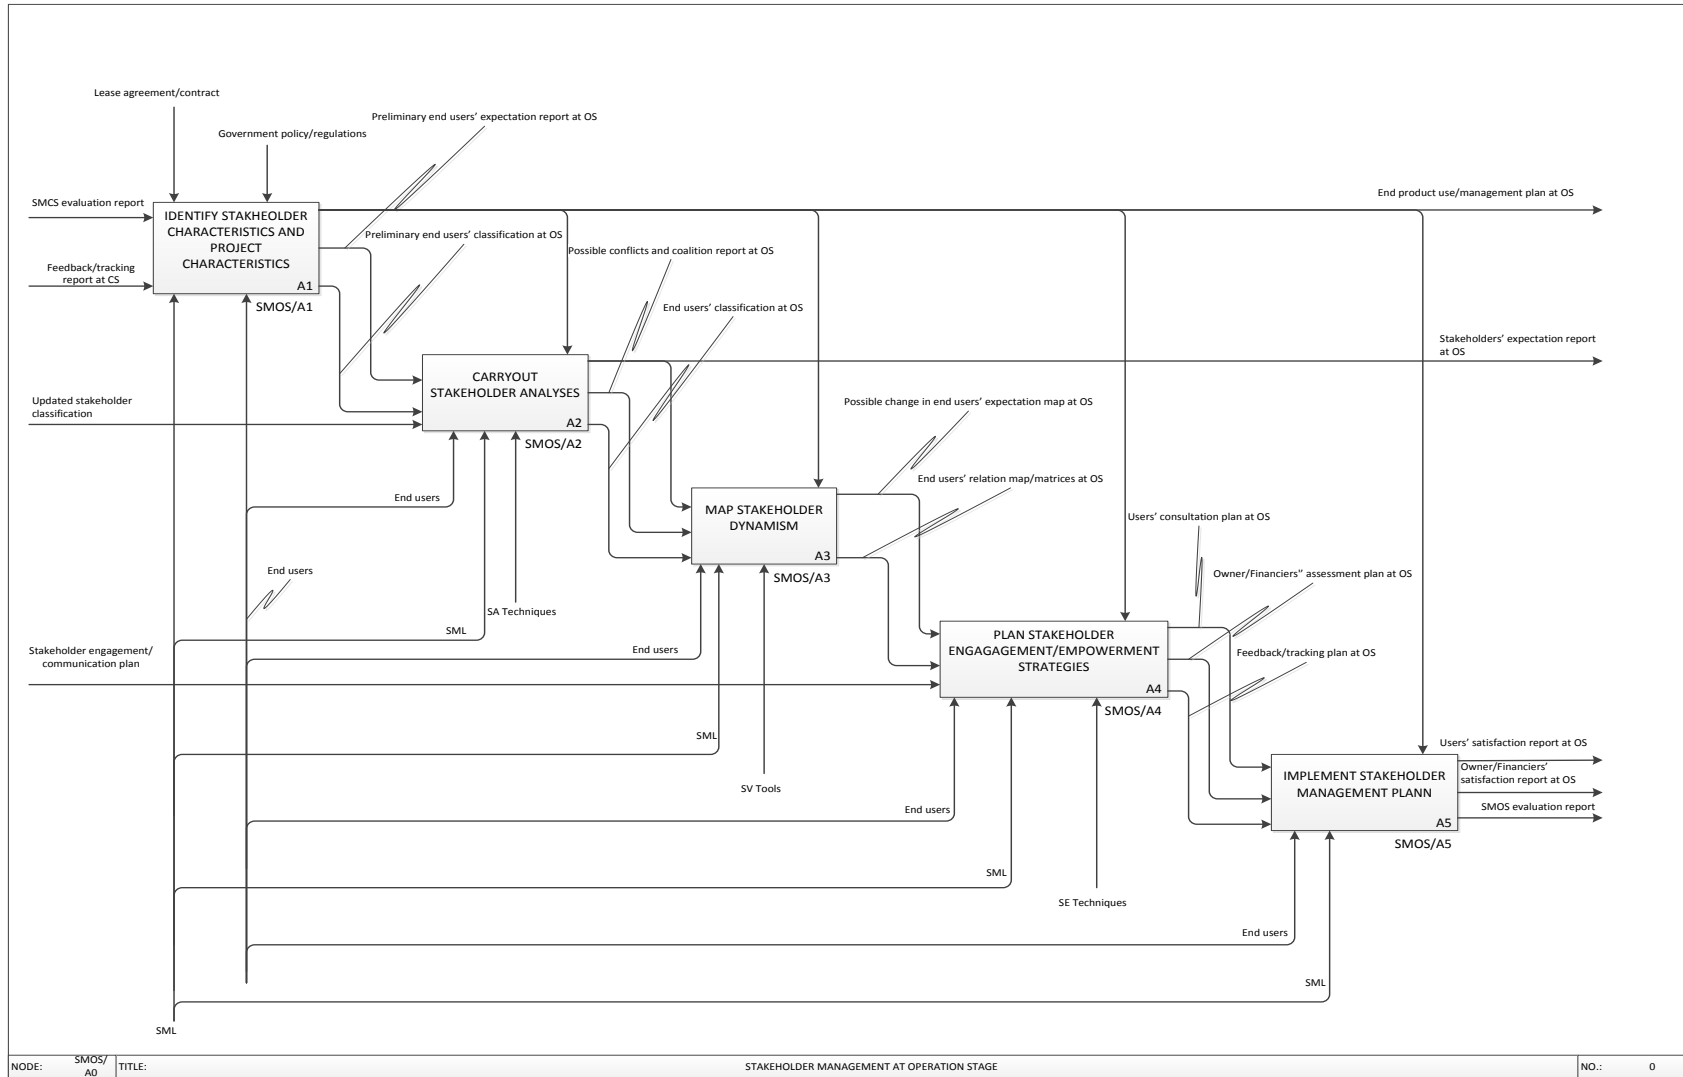 Lease agreement/contract
Government policy/regulations
Preliminary end users’ expectation report at OS
SMCS evaluation report
End product use/management plan at OS
IDENTIFY STAKHEOLDER
CHARACTERISTICS AND
PROJECT
CHARACTERISTICS
A1
SMOS/A1
Feedback/tracking
report at CS
Preliminary end users’ classification at OS
Possible conflicts and coalition report at OS
End users’ classification at OS
Stakeholders’ expectation report
at OS
CARRYOUT
STAKEHOLDER ANALYSES
A2
SMOS/A2
Updated stakeholder
classification
Possible change in end users’ expectation map at OS
End users’ relation map/matrices at OS
End users
MAP STAKEHOLDER
DYNAMISM
A3
SMOS/A3
Users’ consultation plan at OS
Owner/Financiers” assessment plan at OS
End users
SA Techniques
SML
Stakeholder engagement/
communication plan
End users
PLAN STAKEHOLDER
ENGAGAGEMENT/EMPOWERMENT
STRATEGIES
A4
SMOS/A4
Feedback/tracking plan at OS
SML
SV Tools
Users’ satisfaction report at OS
Owner/Financiers’
satisfaction report at OS
SMOS evaluation report
IMPLEMENT STAKEHOLDER
MANAGEMENT PLANN
A5
SMOS/A5
End users
SML
SE Techniques
End users
SML
SML
NODE:
SMOS/
A0
TITLE:
STAKEHOLDER MANAGEMENT AT OPERATION STAGE
NO.:
0